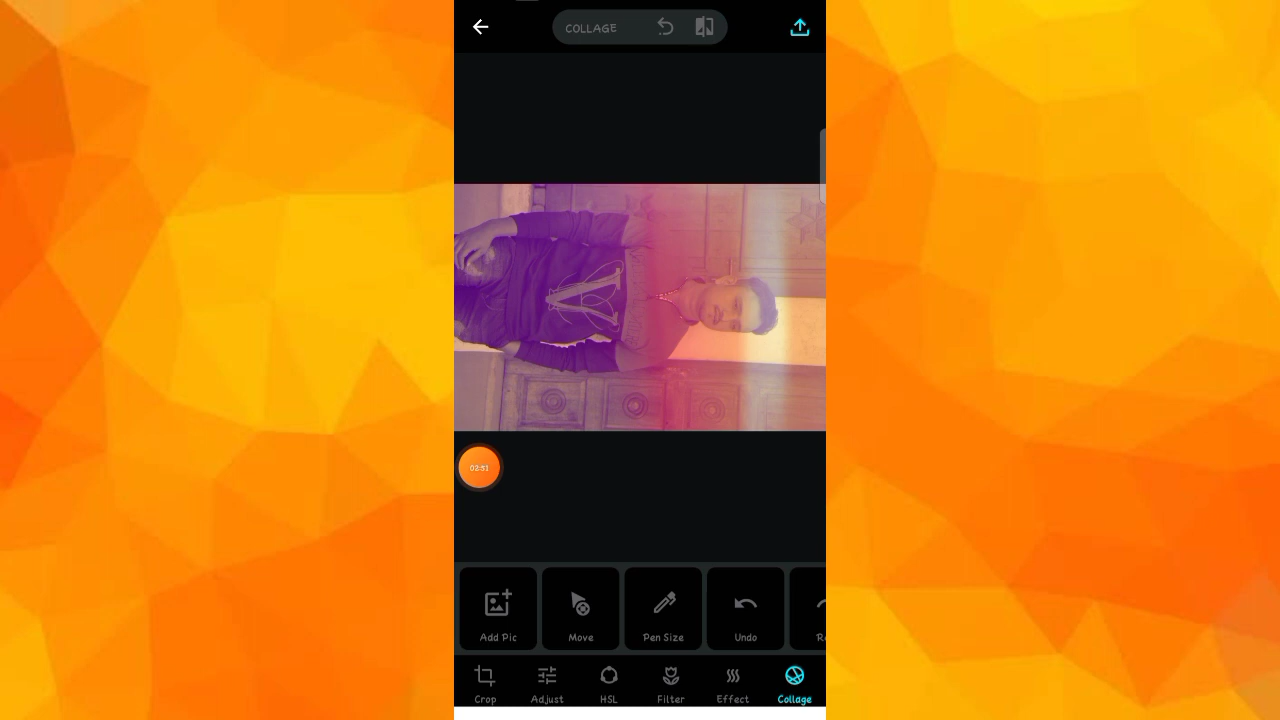 COLLAGE
02:51
Add Pic
Move
Pen Size
Undo
Crop
Adjust
HSL
Filter
Effect
Collage